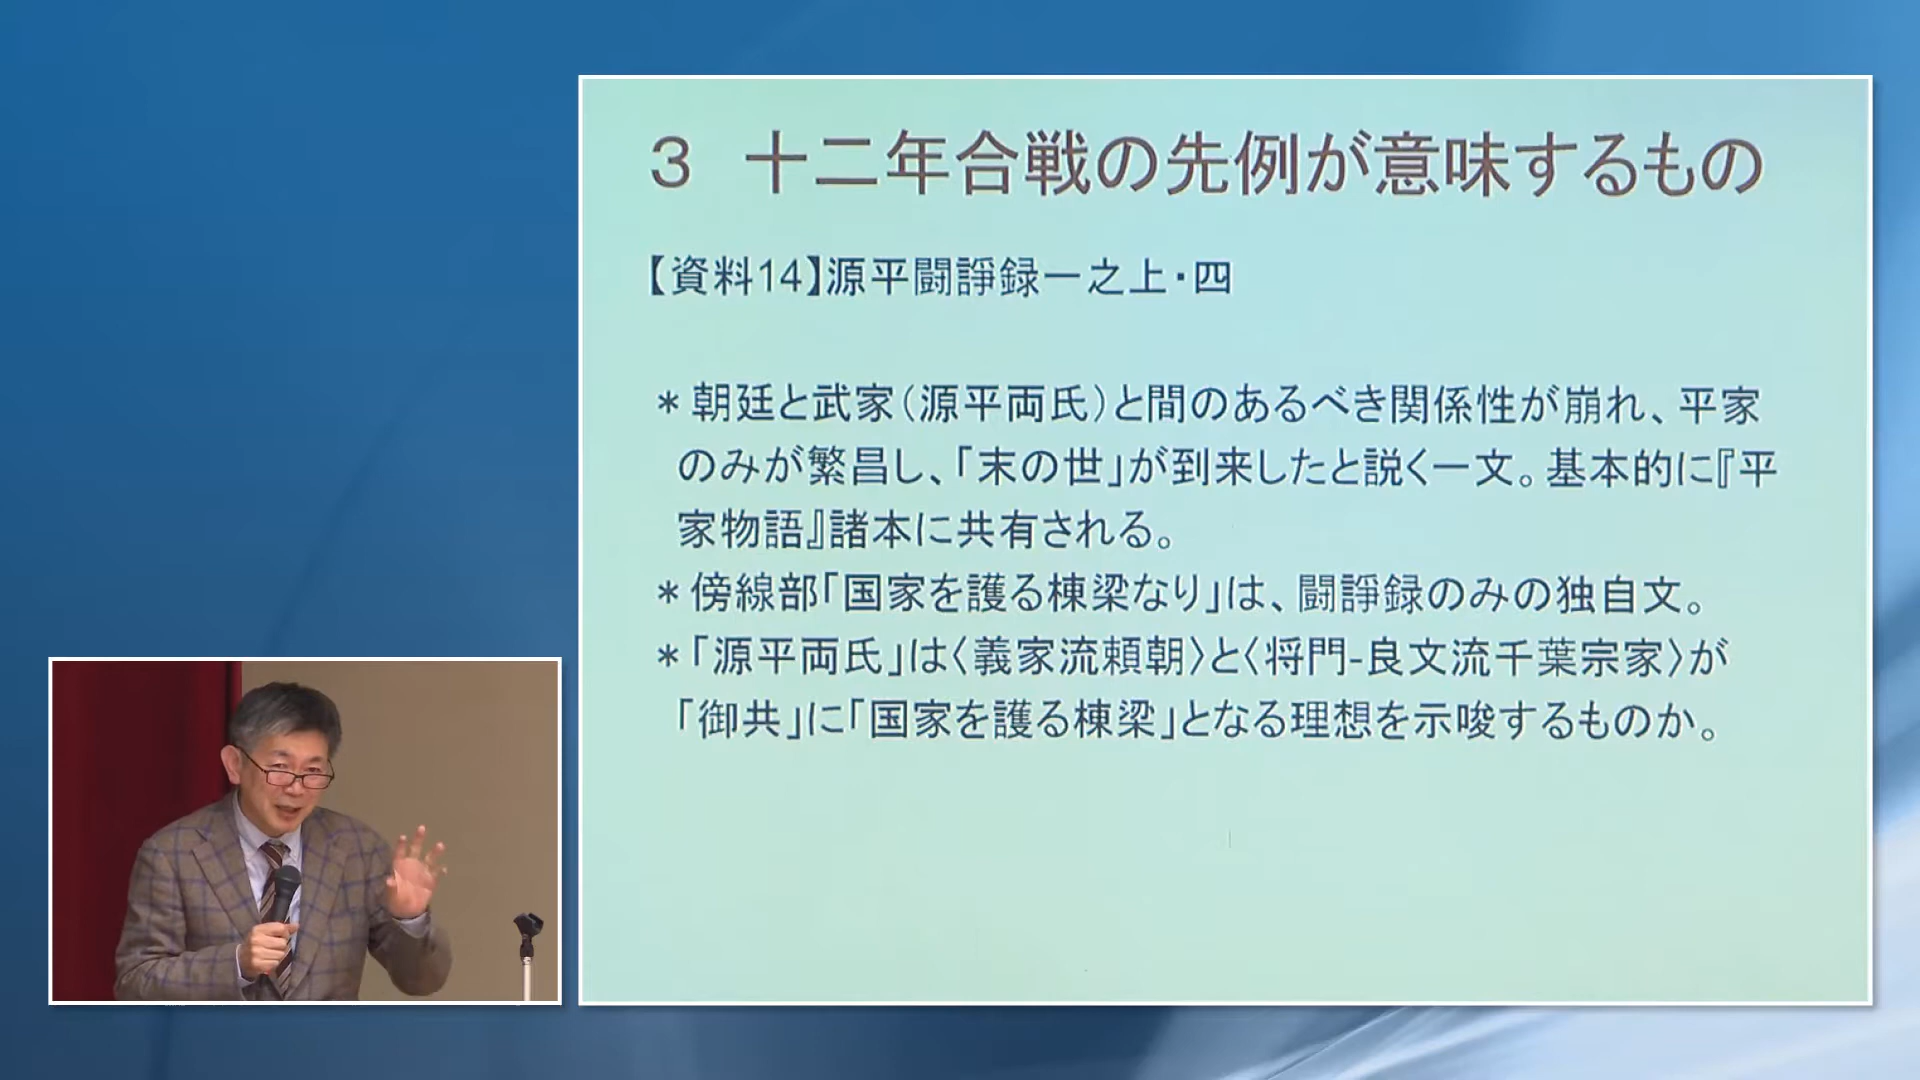 ３　十二年合戦の先例が意味するもの
【資料14】源平闘諍録一之上・四
＊朝廷と武家（源平両氏）と間のあるべき関係性が崩れ、平家
のみが繁昌し、「末の世」が到来したと説く一文。基本的に『平
家物語』諸本に共有される。
＊傍線部「国家を護る棟梁なり」は、闘諍録のみの独自文。
＊「源平両氏」は〈義家流頼朝〉と〈将門-良文流千葉宗家〉が
「御共」に「国家を護る棟梁」となる理想を示唆するものか。